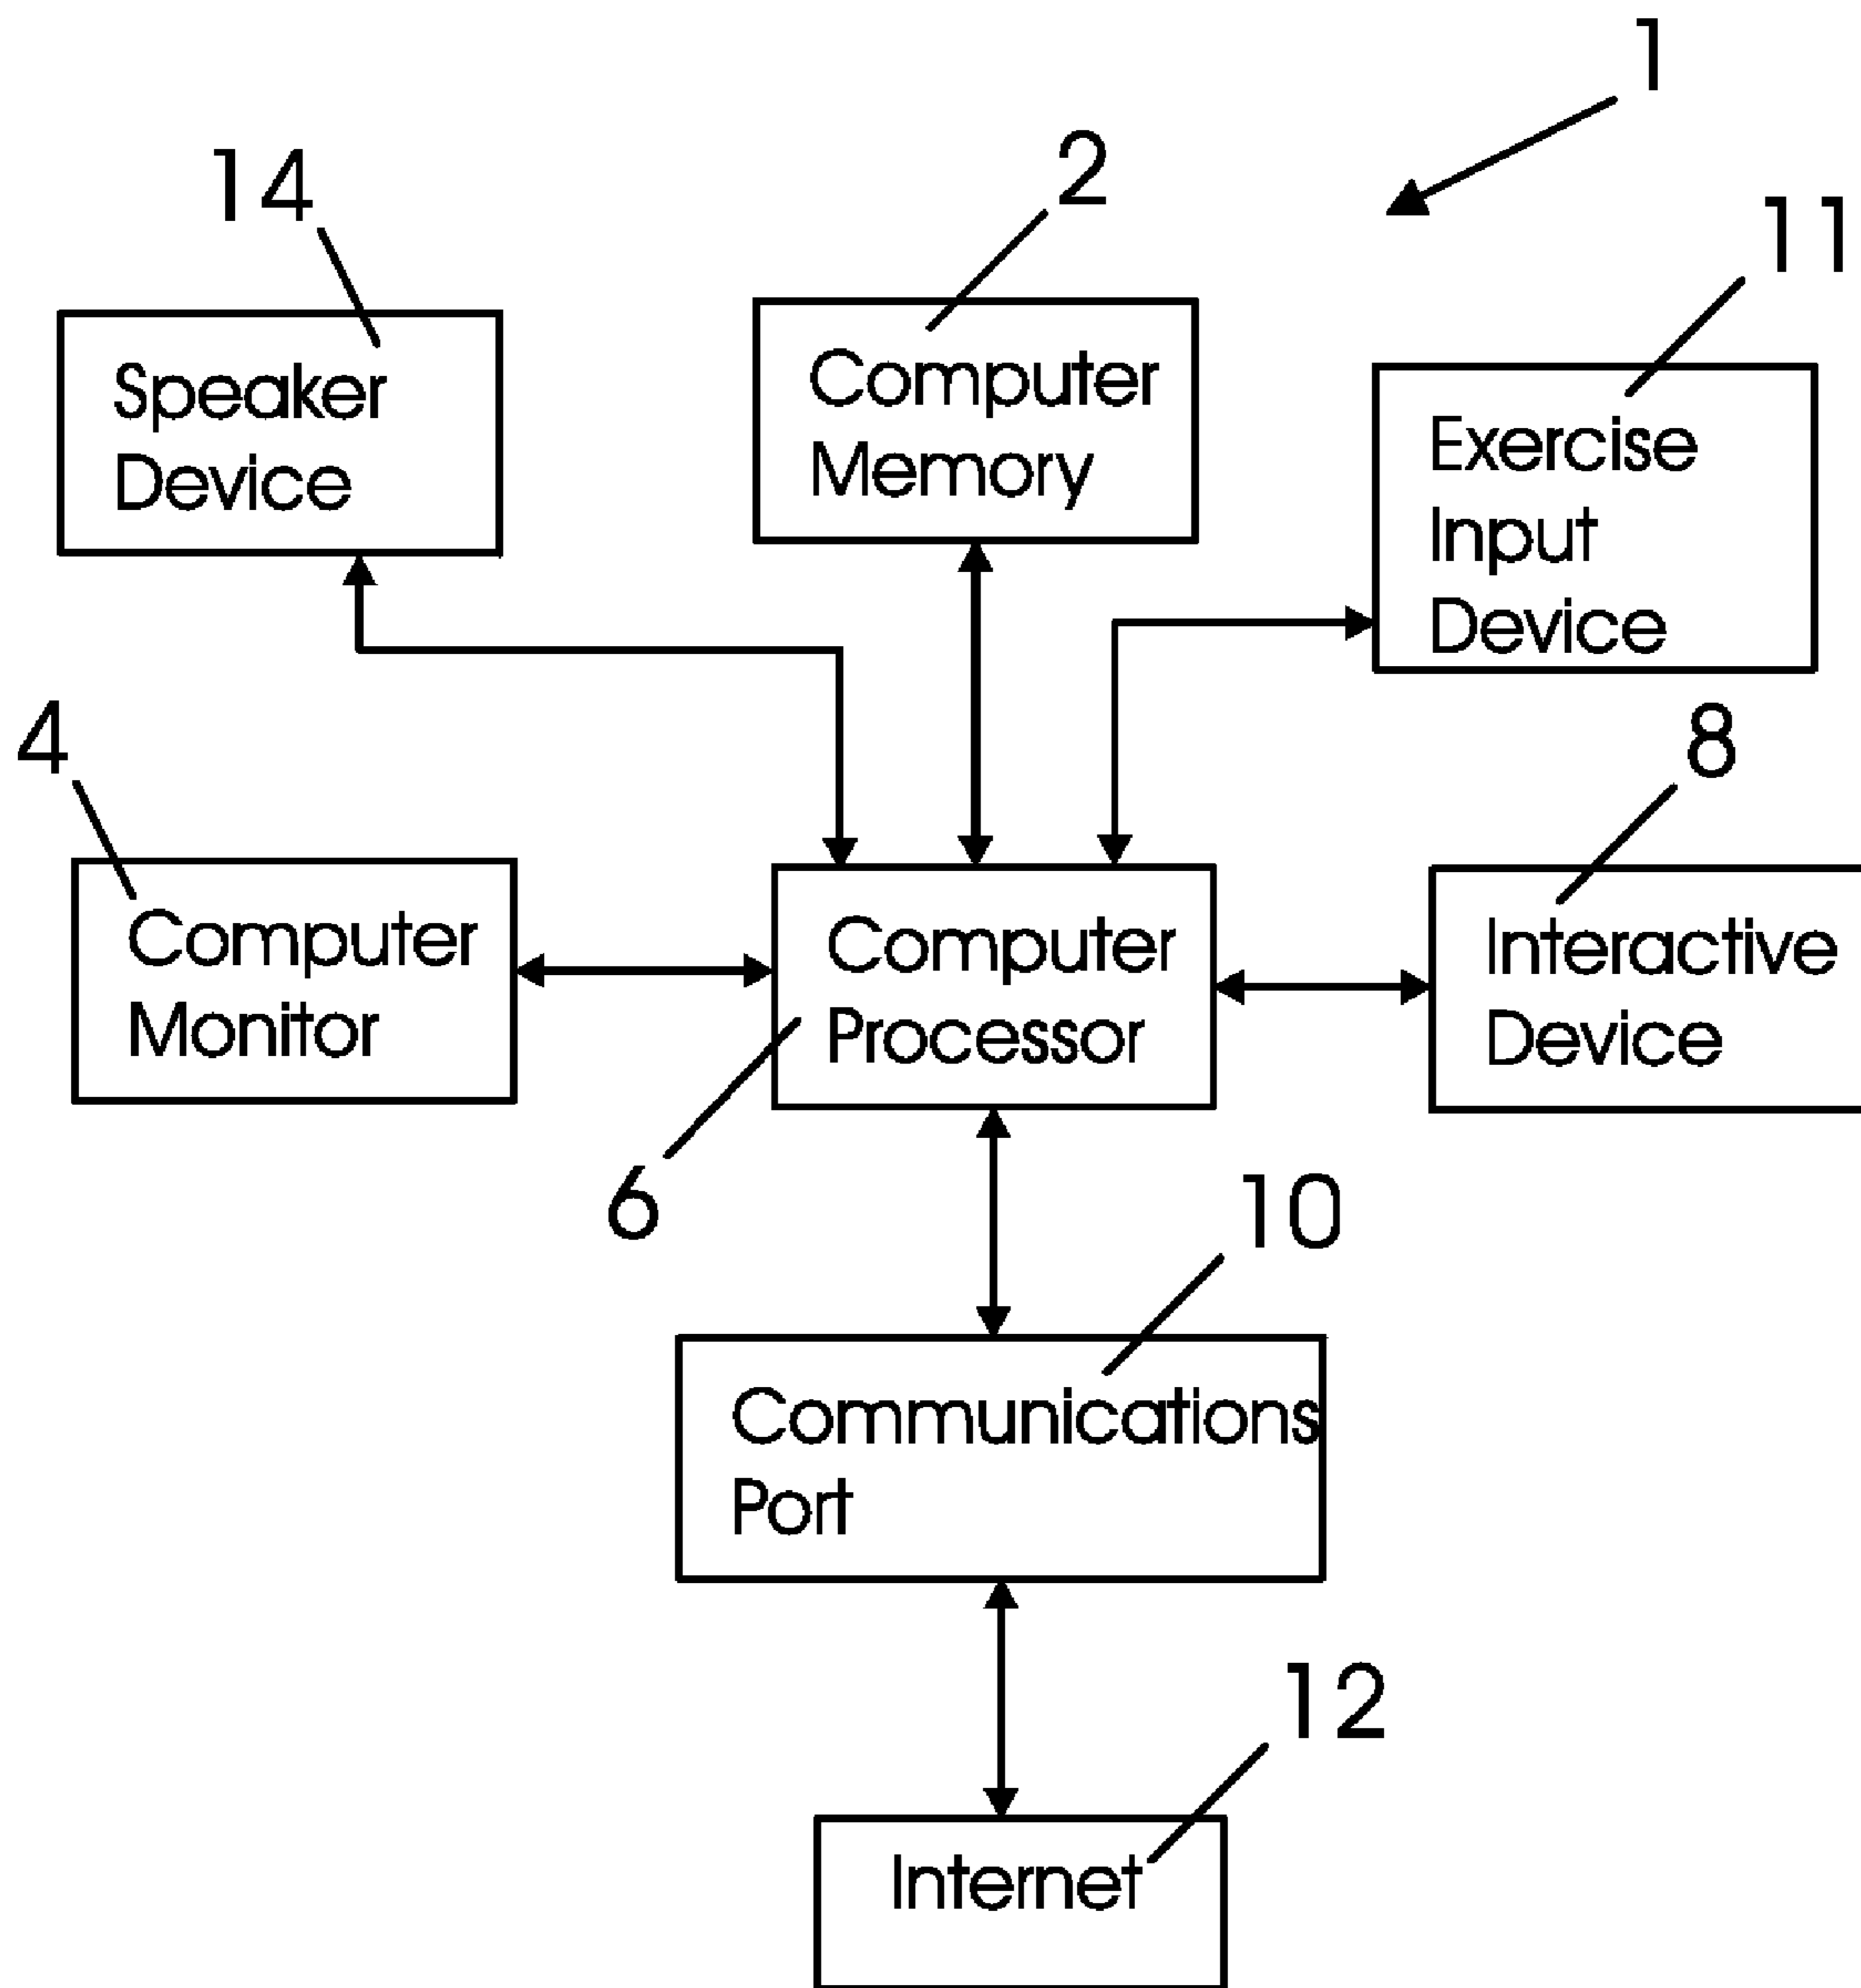 1
14
2
11
Speaker
Device
Computer
Memory
Exercise
Input
Device
4
8
Computer
Monitor
Computer
Processor
Interactive
Device
6
10
Communications
Port
12
Internet